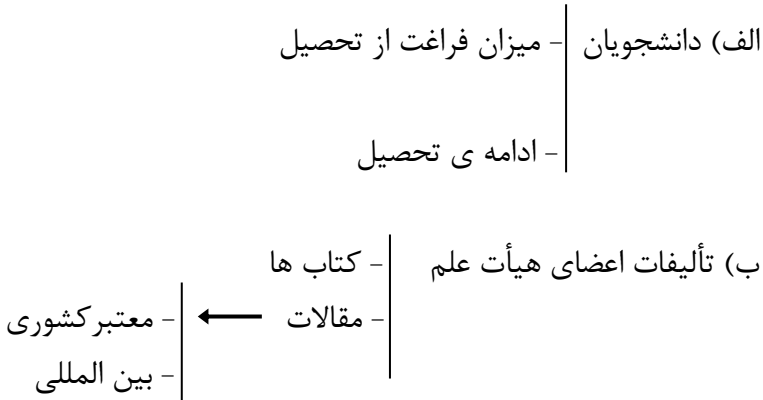 الف) دانشجویان - میزان فراغت از تحصیل
- ادامه ی تحصیل
ب) تألیفات اعضای هیأت علم - کتاب ها
- مقالات - معتبرکشوری
- بین المللی